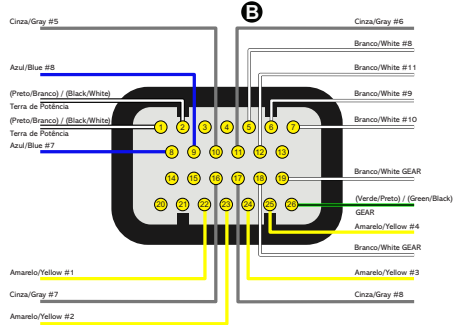 B
Cinza/Gray #5
Cinza/Gray #6
Branco/White #8
Azul/Blue #8
Branco/White #11
(Preto/Branco) / (Black/White)
Terra de Potência
Branco/White #9
(Preto/Branco) / (Black/White)
Terra de Potência
Branco/White #10
Azul/Blue #7
1 2 3 4 5 6 7
8 9 10 11 12 13
14 15 16 17 18 19
20 21 22 23 24 25 26
Branco/White GEAR
(Verde/Preto) / (Green/Black)
GEAR
Amarelo/Yellow #4
Branco/White GEAR
Amarelo/Yellow #1
Amarelo/Yellow #3
Cinza/Gray #7
Cinza/Gray #8
Amarelo/Yellow #2